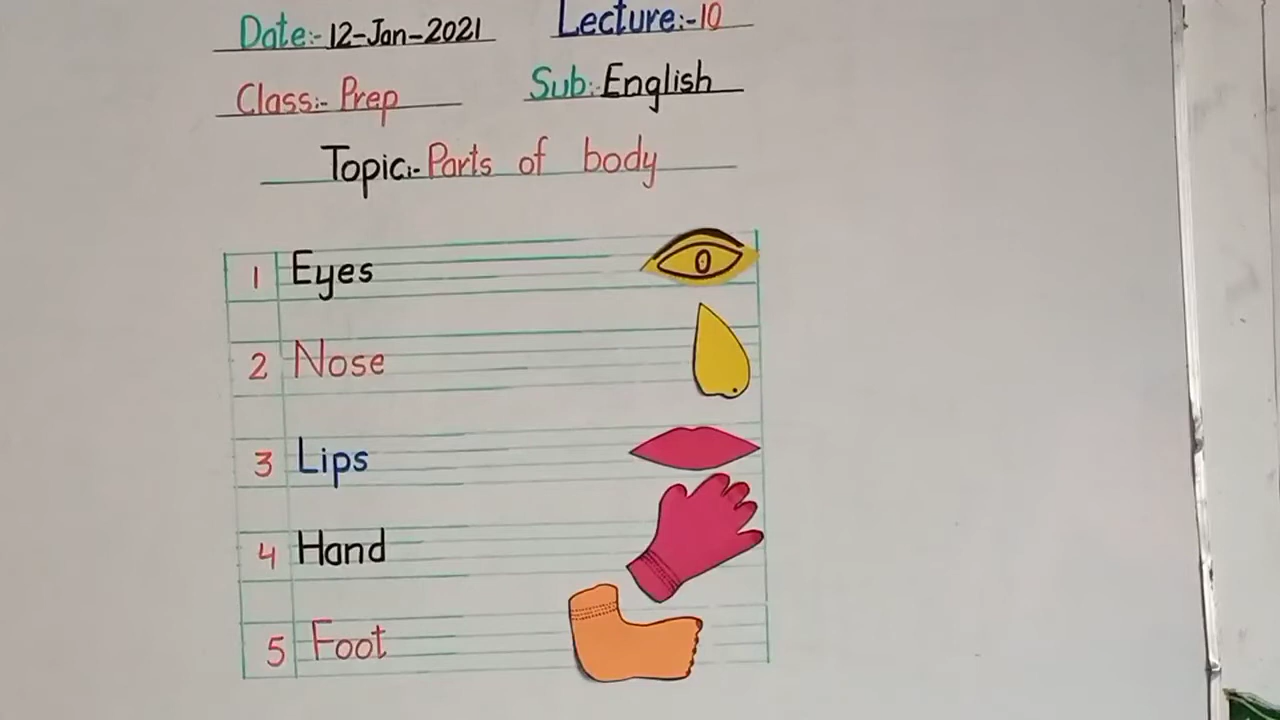 Date:- 12-Jan-2021 Lecture:-10
Class:- Prep Sub:- English
Topic:- Parts of body
1 Eyes
2 Nose
3 Lips
4 Hand
5 Foot